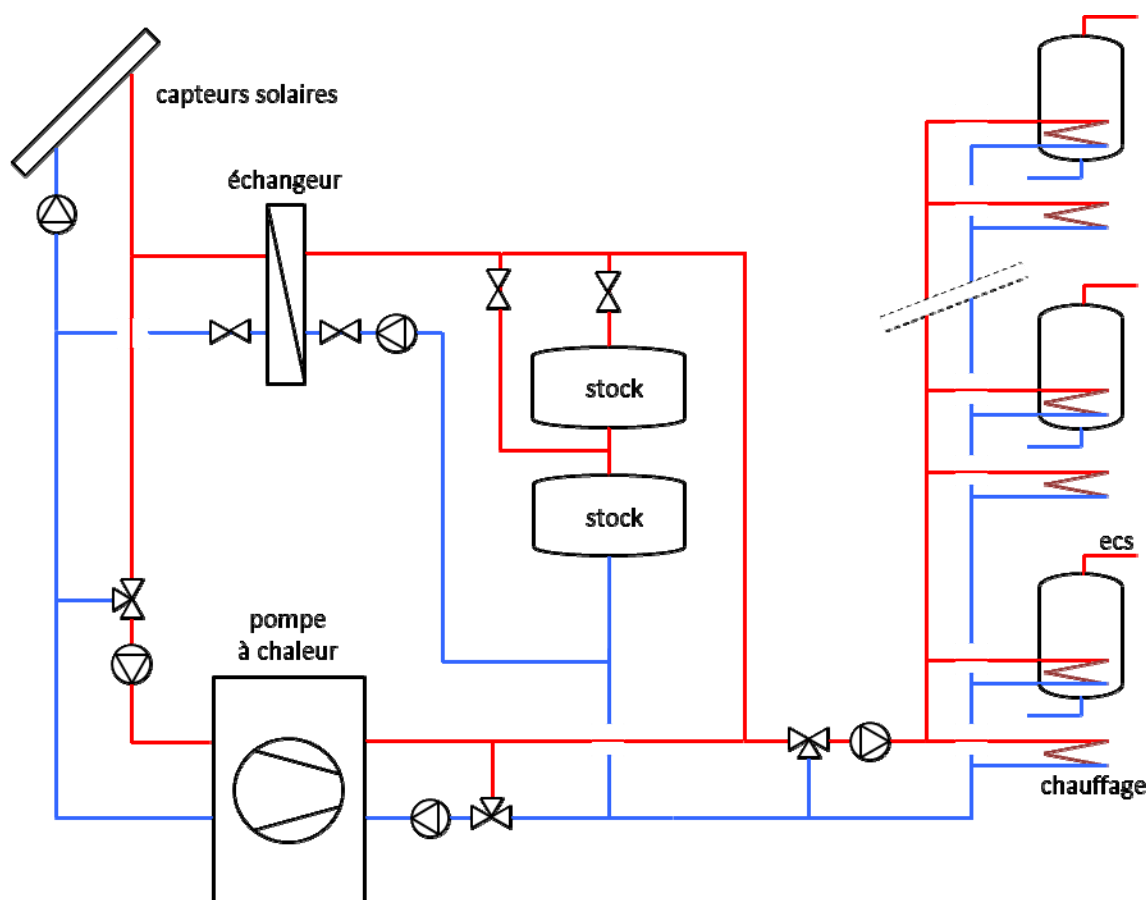 capteurs solaires
échangeur
stock
stock
ecs
pompe
à chaleur
chauffage